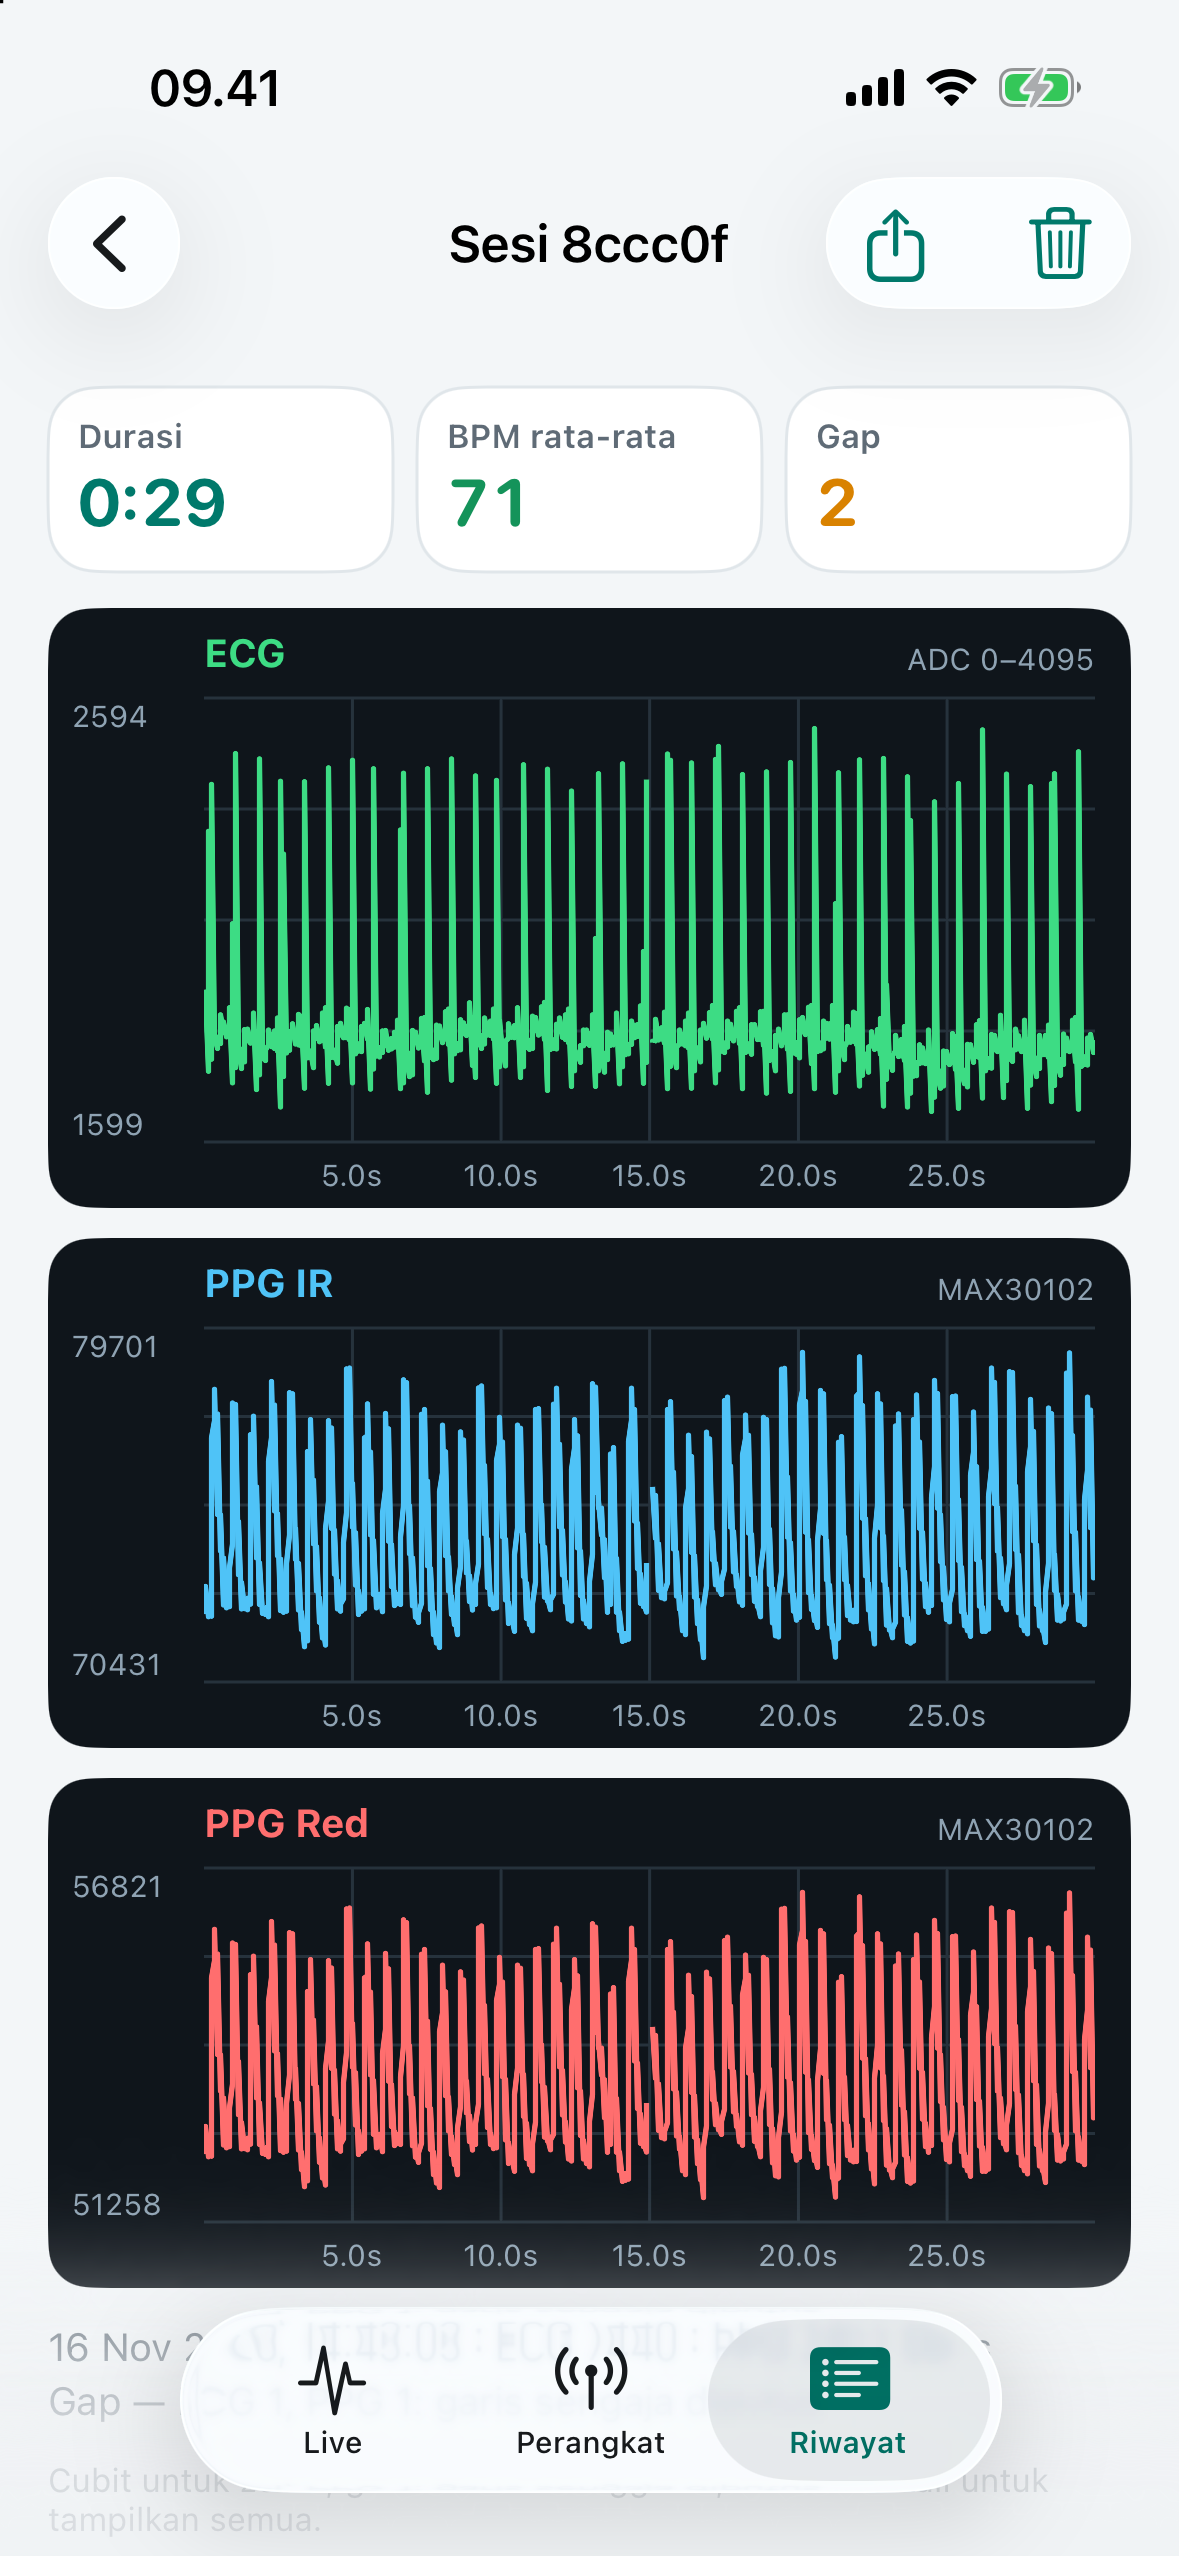 09.41
Sesi 8ccc0f
Durasi
0:29
BPM rata-rata
71
Gap
2
ECG
ADC 0–4095
2594
1599
5.0s 10.0s 15.0s 20.0s 25.0s
PPG IR
MAX30102
79701
70431
5.0s 10.0s 15.0s 20.0s 25.0s
PPG Red
MAX30102
56821
51258
5.0s 10.0s 15.0s 20.0s 25.0s
16 Nov
Gap —
Cubit untuk untuk
tampilkan semua.
Live
Perangkat
Riwayat